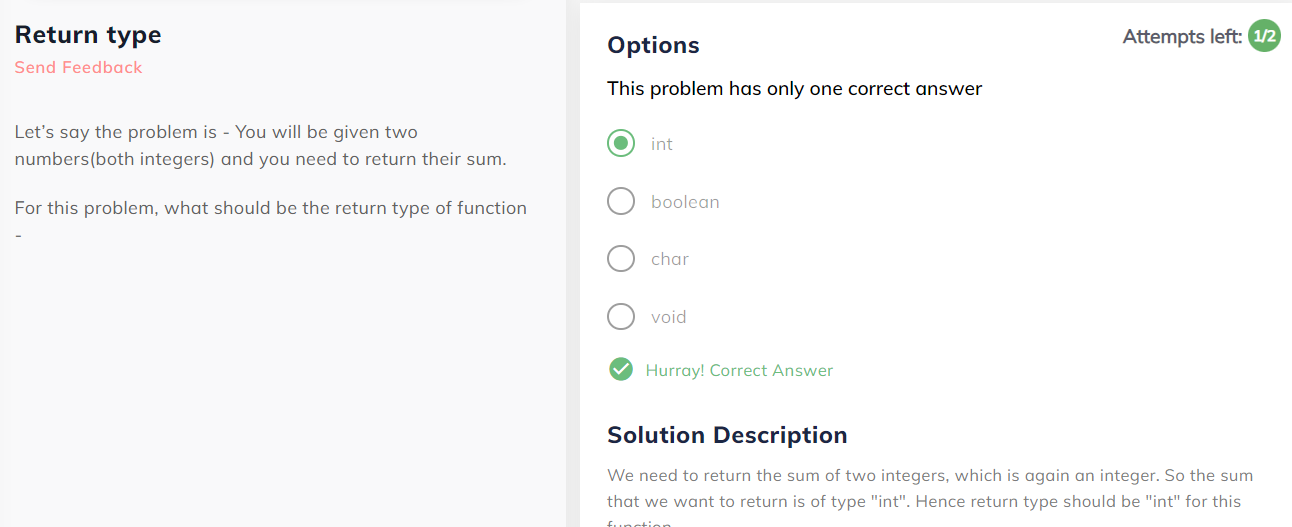 Return type
Send Feedback
Let’s say the problem is - You will be given two
numbers(both integers) and you need to return their sum.
For this problem, what should be the return type of function
-
Options
Attempts left: 1/2
This problem has only one correct answer
int
boolean
char
void
Hurray! Correct Answer
Solution Description
We need to return the sum of two integers, which is again an integer. So the sum
that we want to return is of type "int". Hence return type should be "int" for this
function